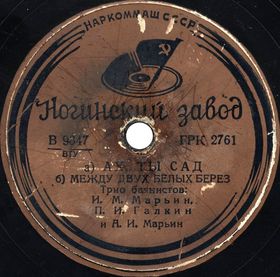 НАРКОММАШ СССР
Ногинский завод
В 9347 ГРК 2761
ВТУ
а) АХ, ТЫ САД
б) МЕЖДУ ДВУХ БЕЛЫХ БЕРЕЗ
Трио баянистов:
И. М. Марьин,
П. И. Галкин
и А. И. Марьин